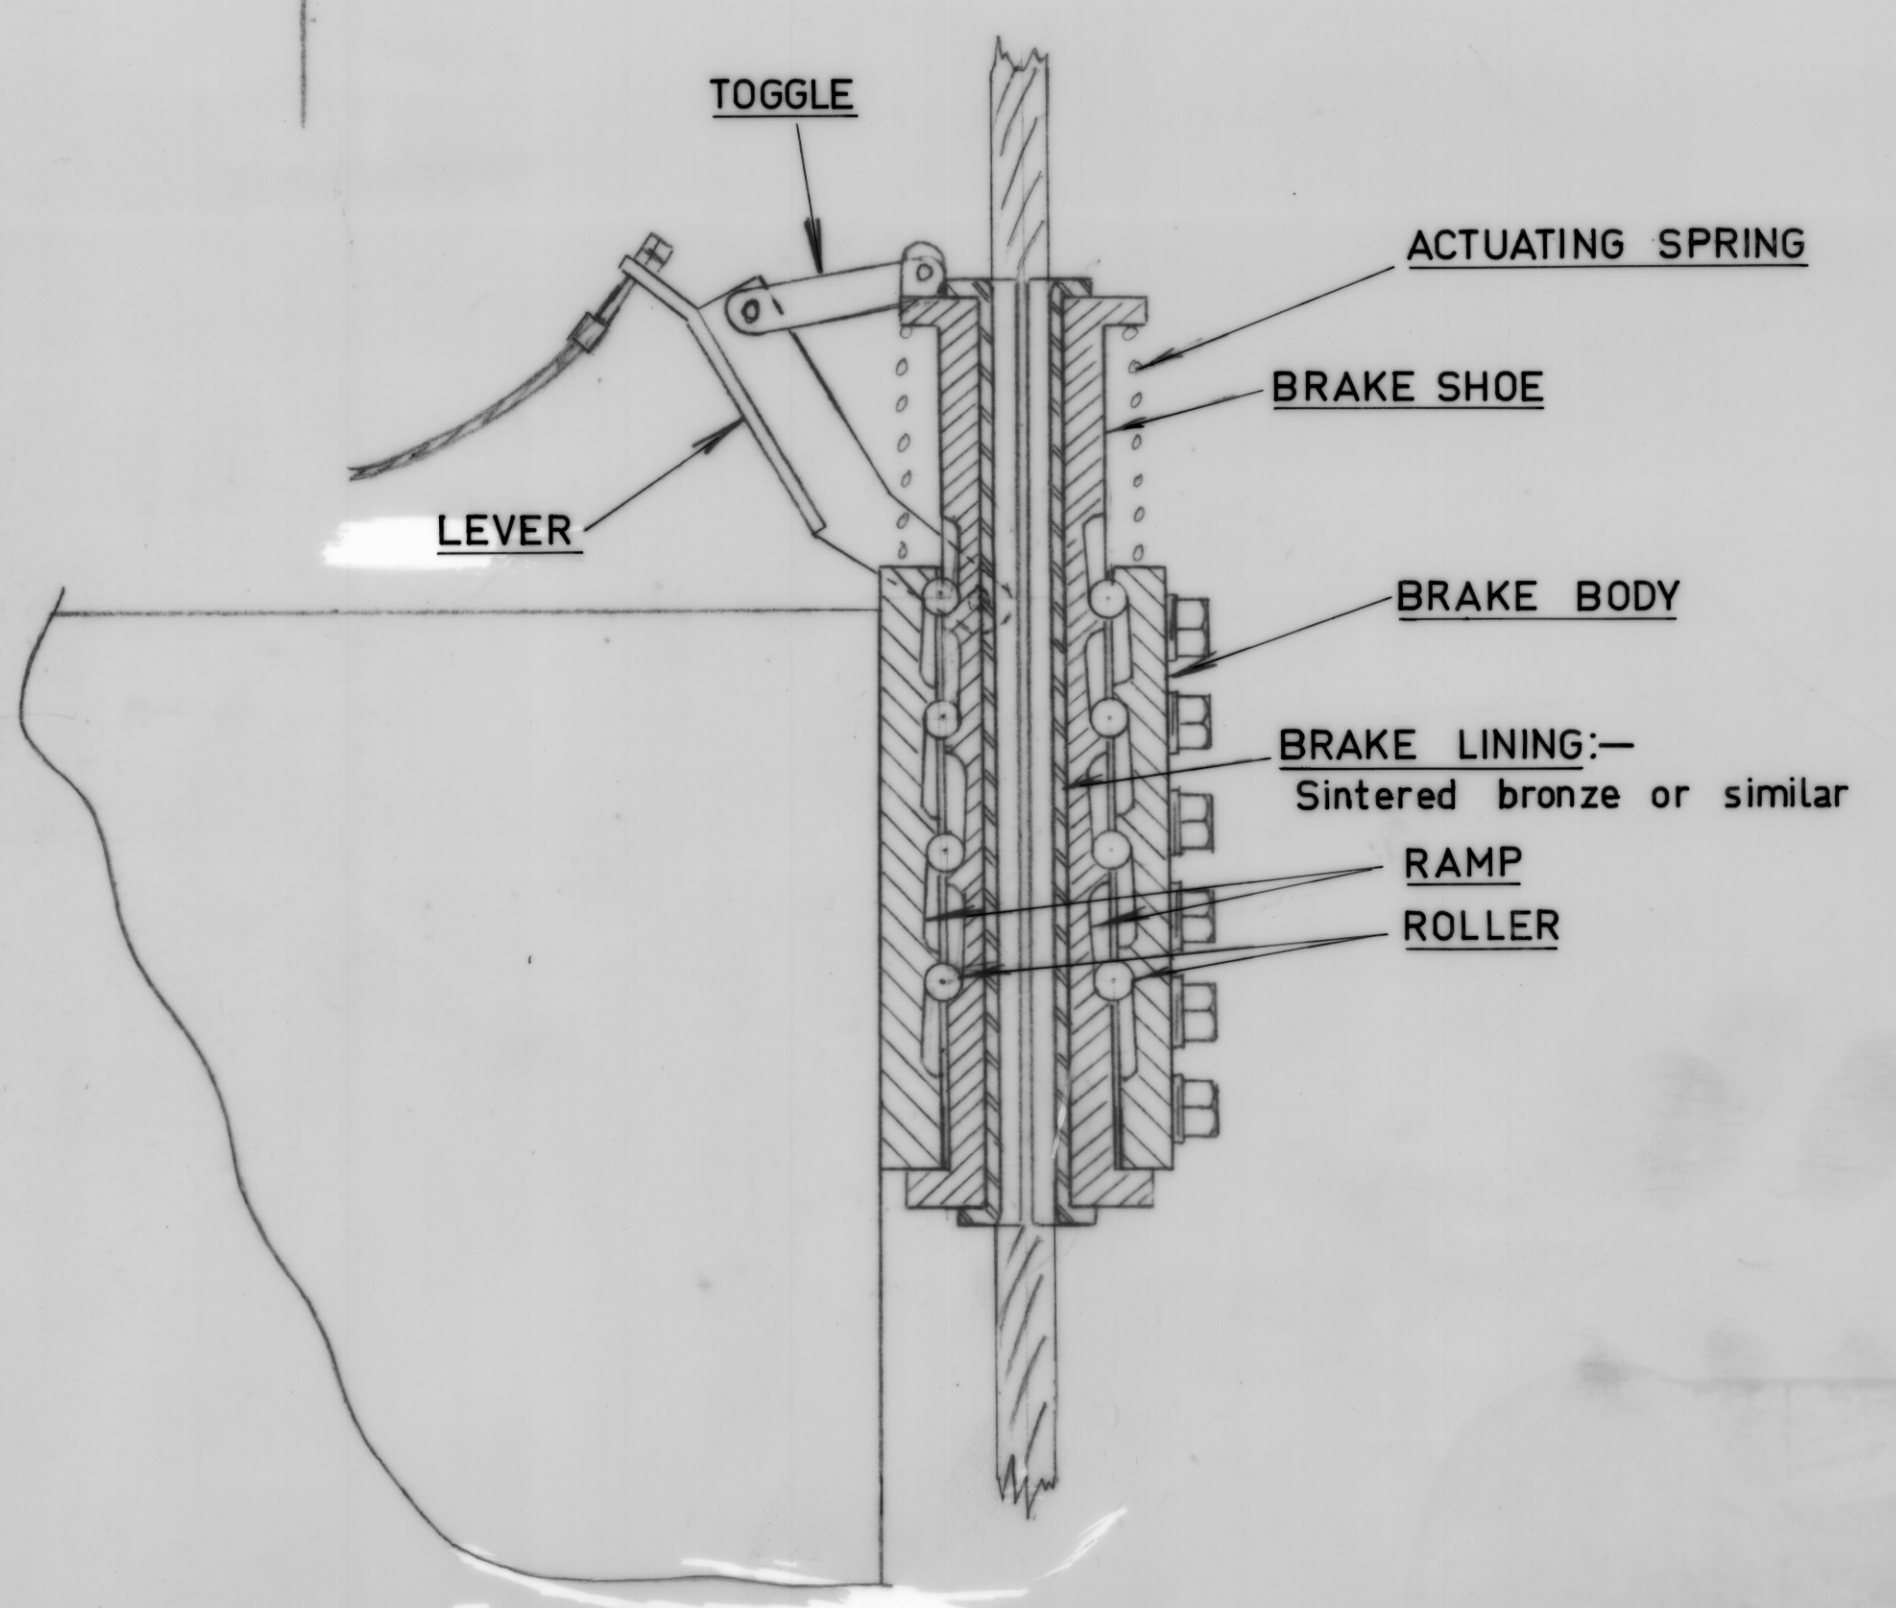 TOGGLE
ACTUATING SPRING
BRAKE SHOE
LEVER
BRAKE BODY
BRAKE LINING:—
Sintered bronze or similar
RAMP
ROLLER